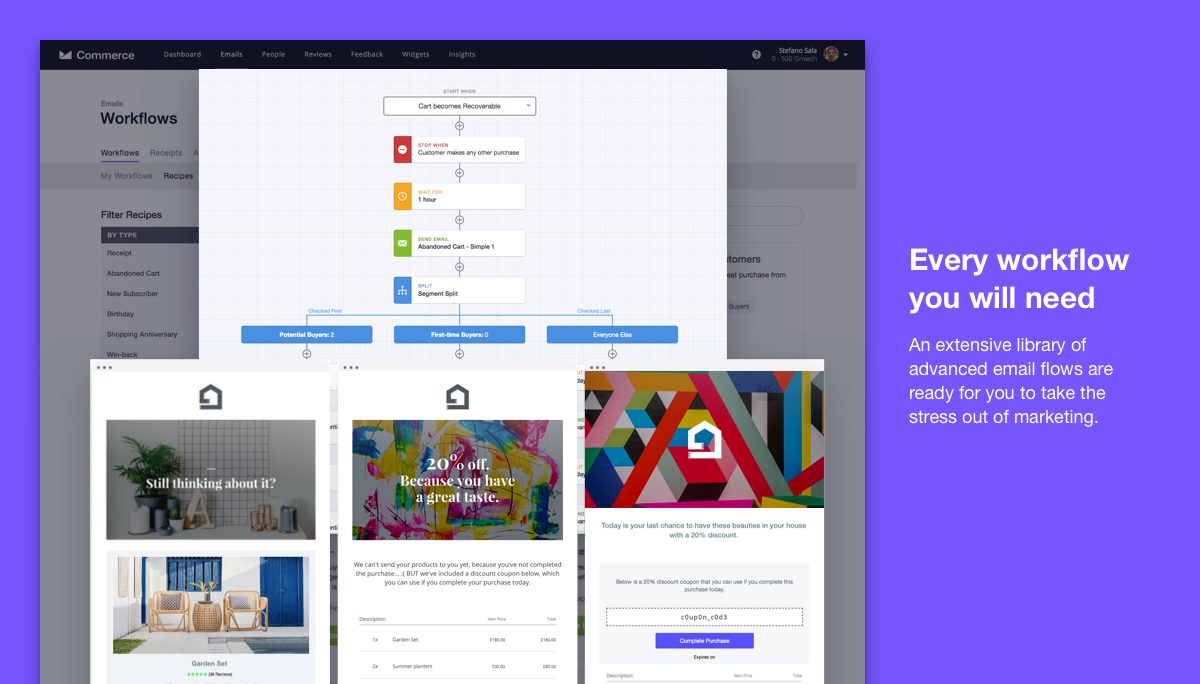 Commerce
Dashboard
Emails
People
Reviews
Feedback
Widgets
Insights
Stefano Sala
0 - 500 Growth
Emails
Workflows
Workflows
Receipts
A
My Workflows
Recipes
Filter Recipes
BY TYPE
Receipt
Abandoned Cart
New Subscriber
Birthday
Shopping Anniversary
Win-back
START WHEN
Cart becomes Recoverable
STOP WHEN
Customer makes any other purchase
WAIT FOR
1 hour
SEND EMAIL
Abandoned Cart - Simple 1
SPLIT
Segment Split
Checked First
Checked Last
Potential Buyers: 2
First-time Buyers: 0
Everyone Else
stomers
eat purchase from
Buyers
Every workflow
you will need
An extensive library of
advanced email flows are
ready for you to take the
stress out of marketing.
Still thinking about it?
Garden Set
(36 Reviews)
20% off.
Because you have
a great taste.
We can't send your products to you yet, because you've not completed
the purchase... :( BUT we've included a discount coupon below, which
you can use if you complete your purchase today.
Description Item Price Total
1x Garden Set £180.00 £180.00
2x Summer planters £30.00 £60.00
Today is your last chance to have these beauties in your house
with a 20% discount.
Below is a 20% discount coupon that you can use if you complete this
purchase today.
c0up0n_c0d3
Complete Purchase
Expires on
Description Item Price Total